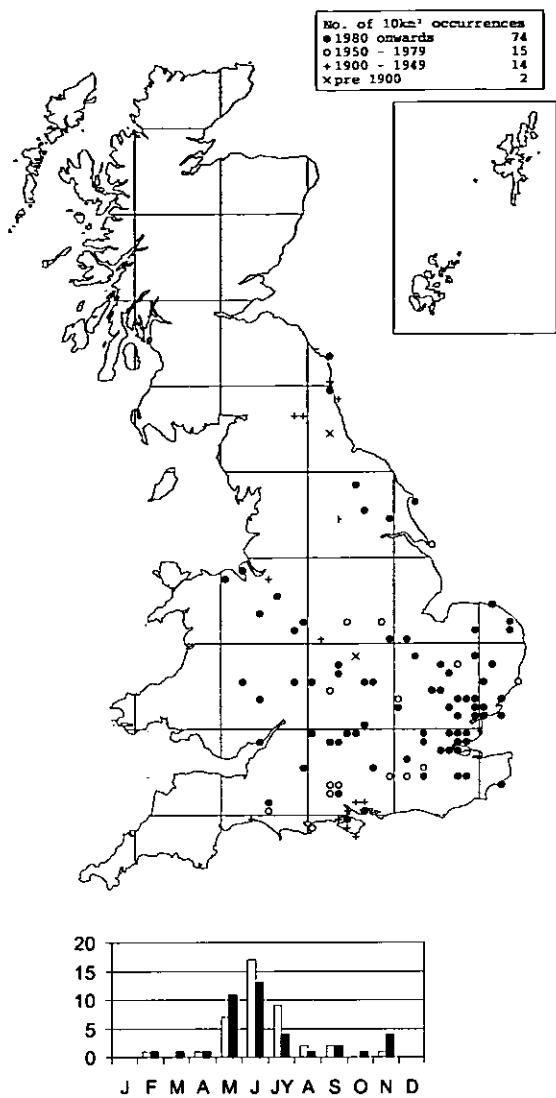 No. of 10km² occurrences
● 1980 onwards 74
○ 1950 - 1979 15
+ 1900 - 1949 14
× pre 1900 2
20
15
10
5
0
J F M A M J JY A S O N D